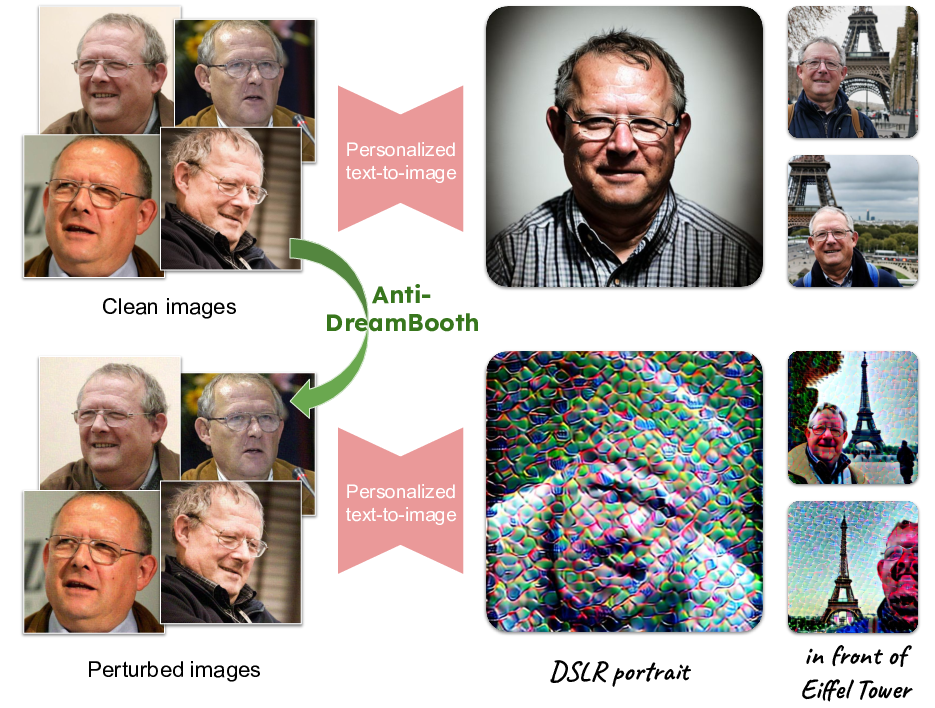 Personalized
text-to-image
Clean images
Anti-
DreamBooth
Personalized
text-to-image
Perturbed images
DSLR portrait
in front of
Eiffel Tower